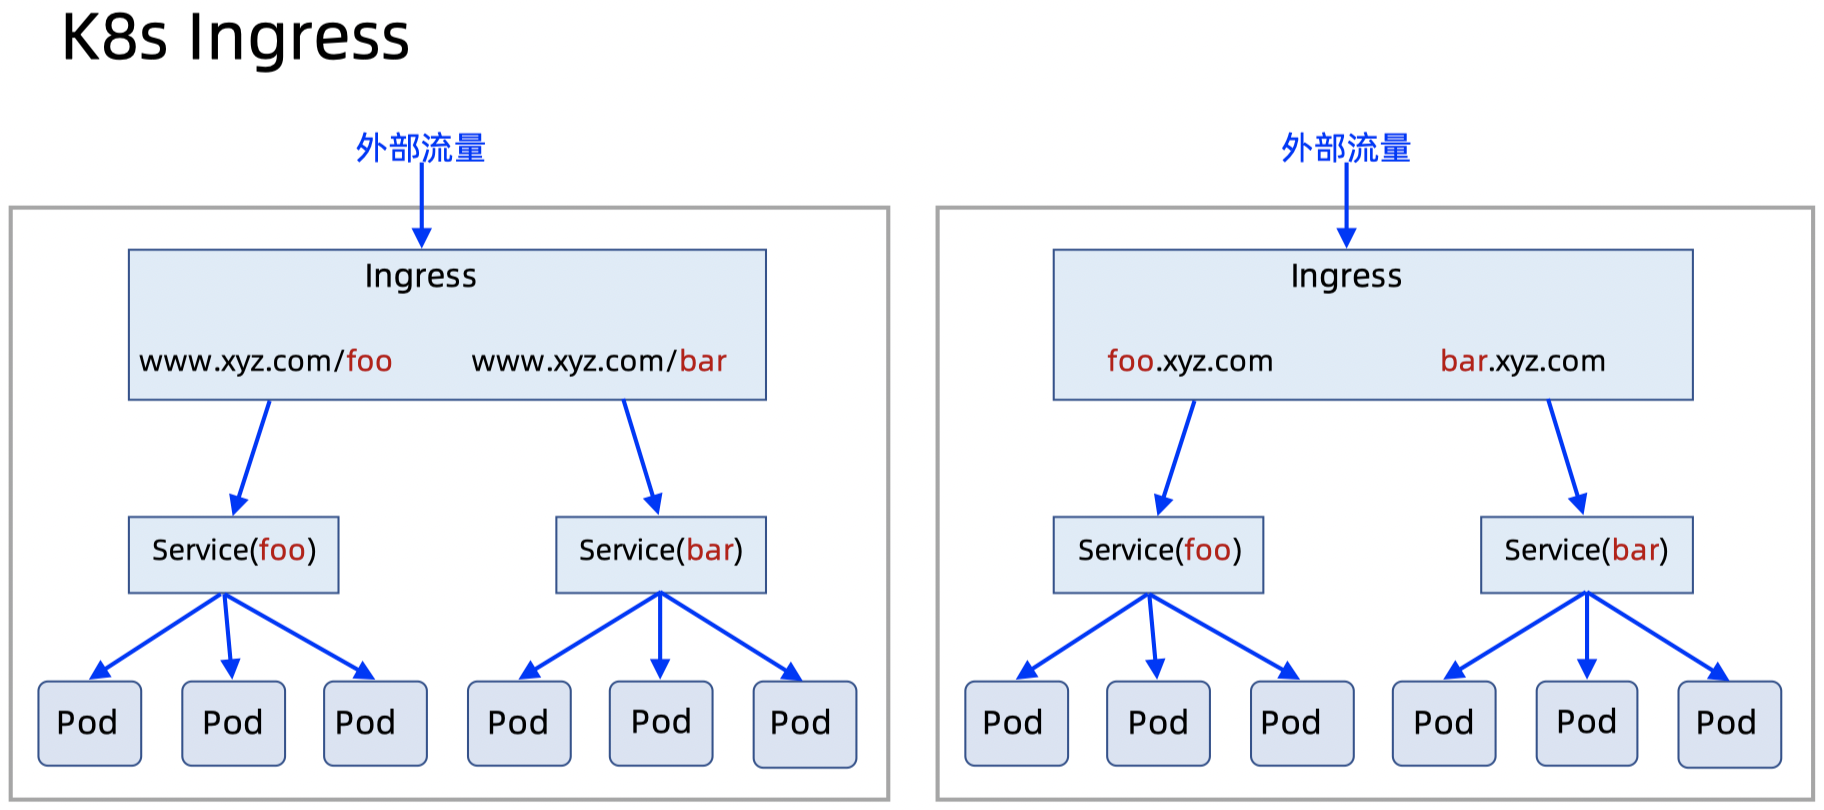 K8s Ingress
外部流量
Ingress
www.xyz.com/foo
www.xyz.com/bar
Service(foo)
Service(bar)
Pod
Pod
Pod
Pod
Pod
Pod
外部流量
Ingress
foo.xyz.com
bar.xyz.com
Service(foo)
Service(bar)
Pod
Pod
Pod
Pod
Pod
Pod